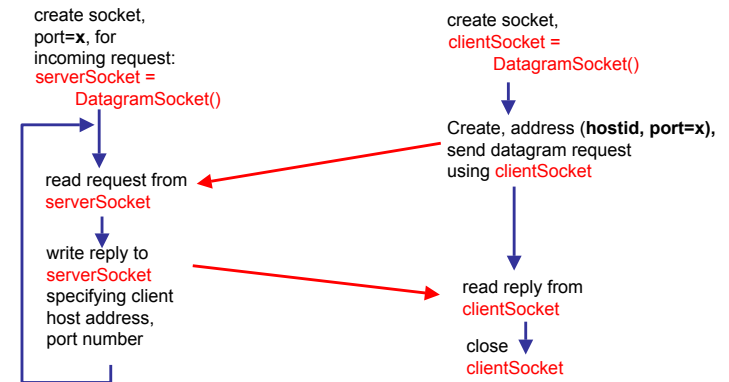 create socket,
port=x, for
incoming request:
serverSocket =
DatagramSocket()
read request from
serverSocket
write reply to
serverSocket
specifying client
host address,
port number
create socket,
clientSocket =
DatagramSocket()
Create, address (hostid, port=x),
send datagram request
using clientSocket
read reply from
clientSocket
close
clientSocket